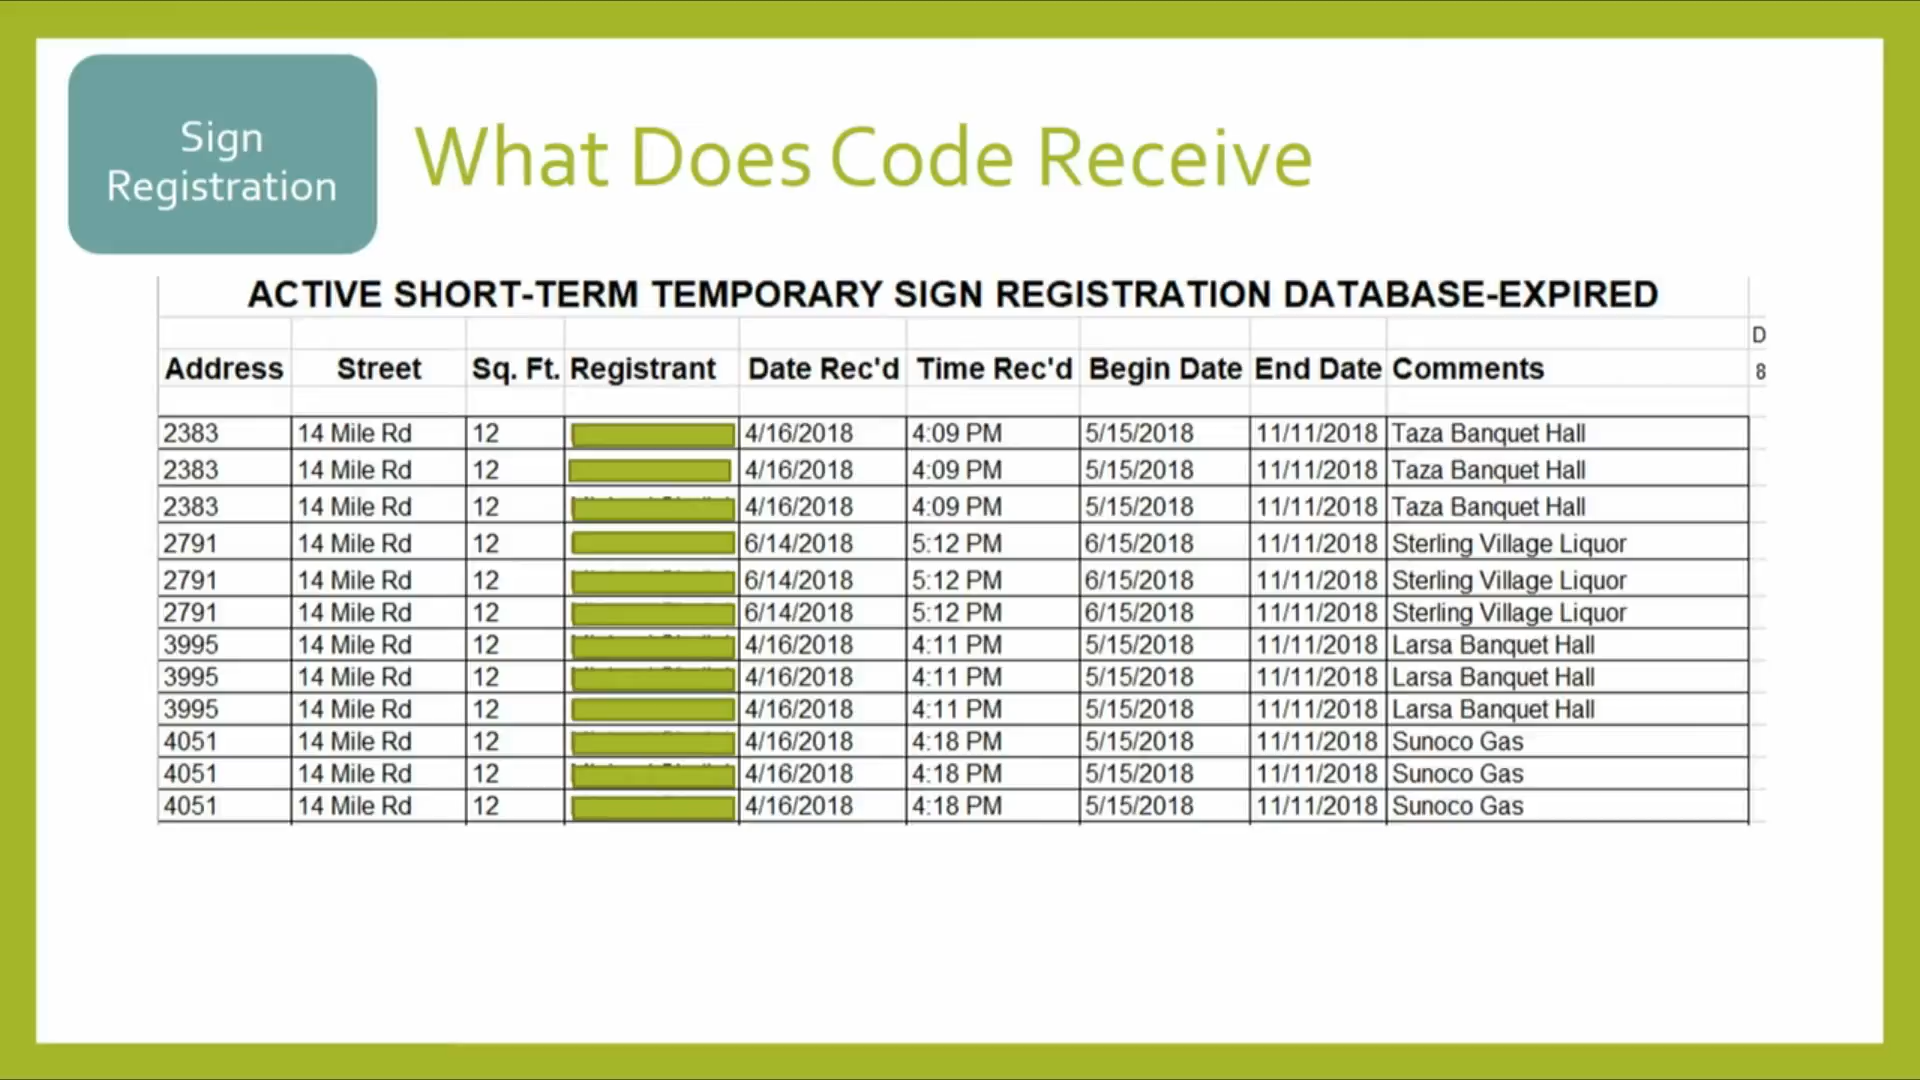 Sign
Registration
What Does Code Receive
ACTIVE SHORT-TERM TEMPORARY SIGN REGISTRATION DATABASE-EXPIRED
D
Address Street Sq. Ft. Registrant Date Rec'd Time Rec'd Begin Date End Date Comments 8
2383 14 Mile Rd 12 4/16/2018 4:09 PM 5/15/2018 11/11/2018 Taza Banquet Hall
2383 14 Mile Rd 12 4/16/2018 4:09 PM 5/15/2018 11/11/2018 Taza Banquet Hall
2383 14 Mile Rd 12 4/16/2018 4:09 PM 5/15/2018 11/11/2018 Taza Banquet Hall
2791 14 Mile Rd 12 6/14/2018 5:12 PM 6/15/2018 11/11/2018 Sterling Village Liquor
2791 14 Mile Rd 12 6/14/2018 5:12 PM 6/15/2018 11/11/2018 Sterling Village Liquor
2791 14 Mile Rd 12 6/14/2018 5:12 PM 6/15/2018 11/11/2018 Sterling Village Liquor
3995 14 Mile Rd 12 4/16/2018 4:11 PM 5/15/2018 11/11/2018 Larsa Banquet Hall
3995 14 Mile Rd 12 4/16/2018 4:11 PM 5/15/2018 11/11/2018 Larsa Banquet Hall
3995 14 Mile Rd 12 4/16/2018 4:11 PM 5/15/2018 11/11/2018 Larsa Banquet Hall
4051 14 Mile Rd 12 4/16/2018 4:18 PM 5/15/2018 11/11/2018 Sunoco Gas
4051 14 Mile Rd 12 4/16/2018 4:18 PM 5/15/2018 11/11/2018 Sunoco Gas
4051 14 Mile Rd 12 4/16/2018 4:18 PM 5/15/2018 11/11/2018 Sunoco Gas